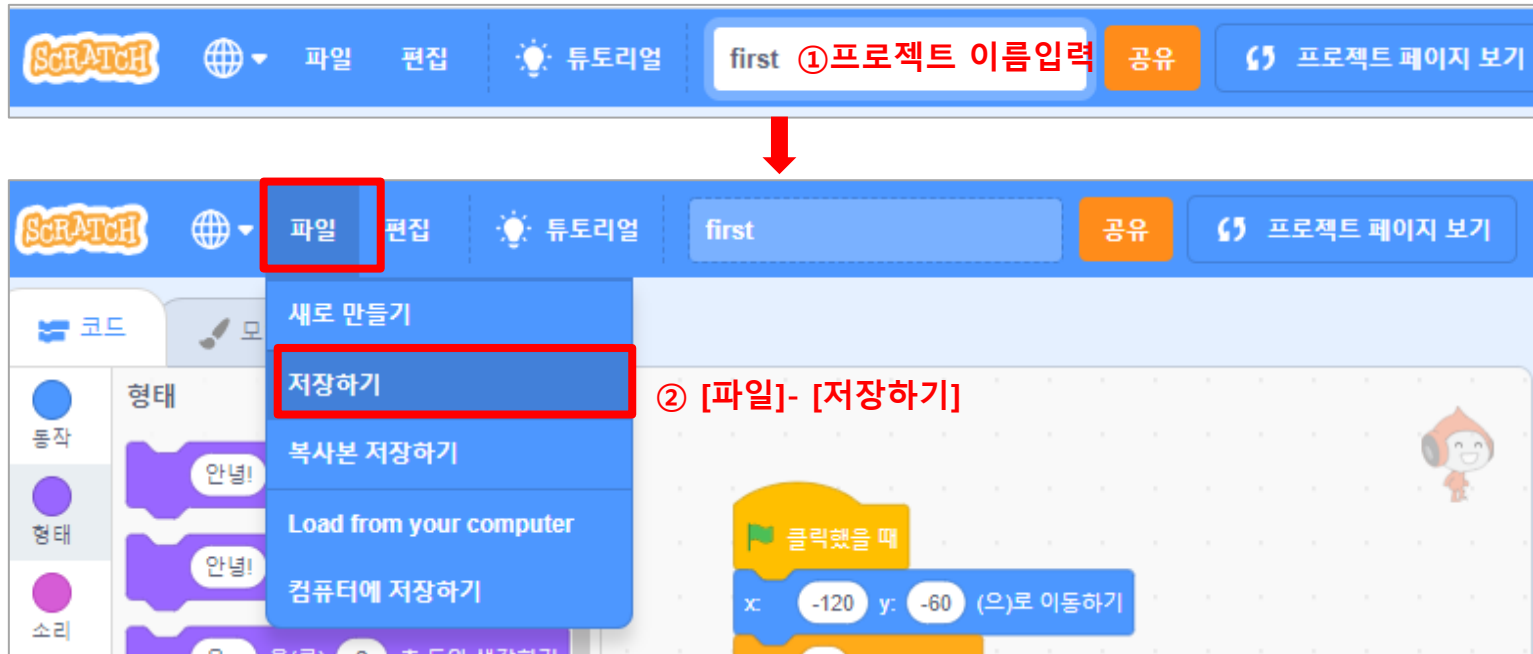 SCRATCH 파일 편집 튜토리얼 first ①프로젝트 이름입력 공유 프로젝트 페이지 보기
SCRATCH 파일 편집 튜토리얼 first 공유 프로젝트 페이지 보기
코드 모
새로 만들기
저장하기
② [파일]- [저장하기]
복사본 저장하기
Load from your computer
컴퓨터에 저장하기
동작
형태
소리
형태
안녕!
안녕!
클릭했을 때
x: -120 y: -60 (으)로 이동하기